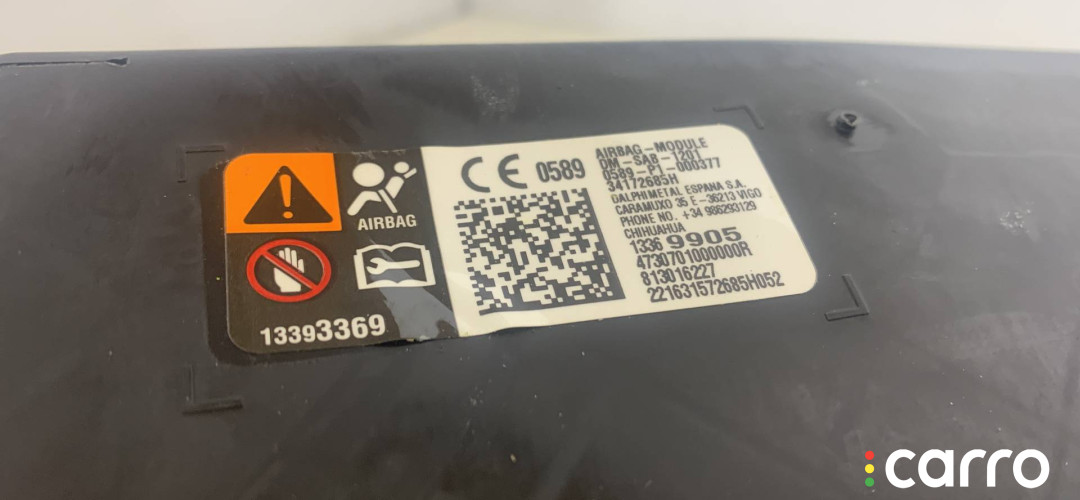 AIRBAG
13393369
CE 0589
AIRBAG-MODULE
DM-SAB-1201
0589-P1-000377
34172685H
DALPHIMETAL ESPANA S.A.
CARAMUXO 35 E-36213 VIGO
PHONE NO. +34 986293129
CHIHUAHUA
1336 9905
4730701000000R
813016227
221631572685H052
carro